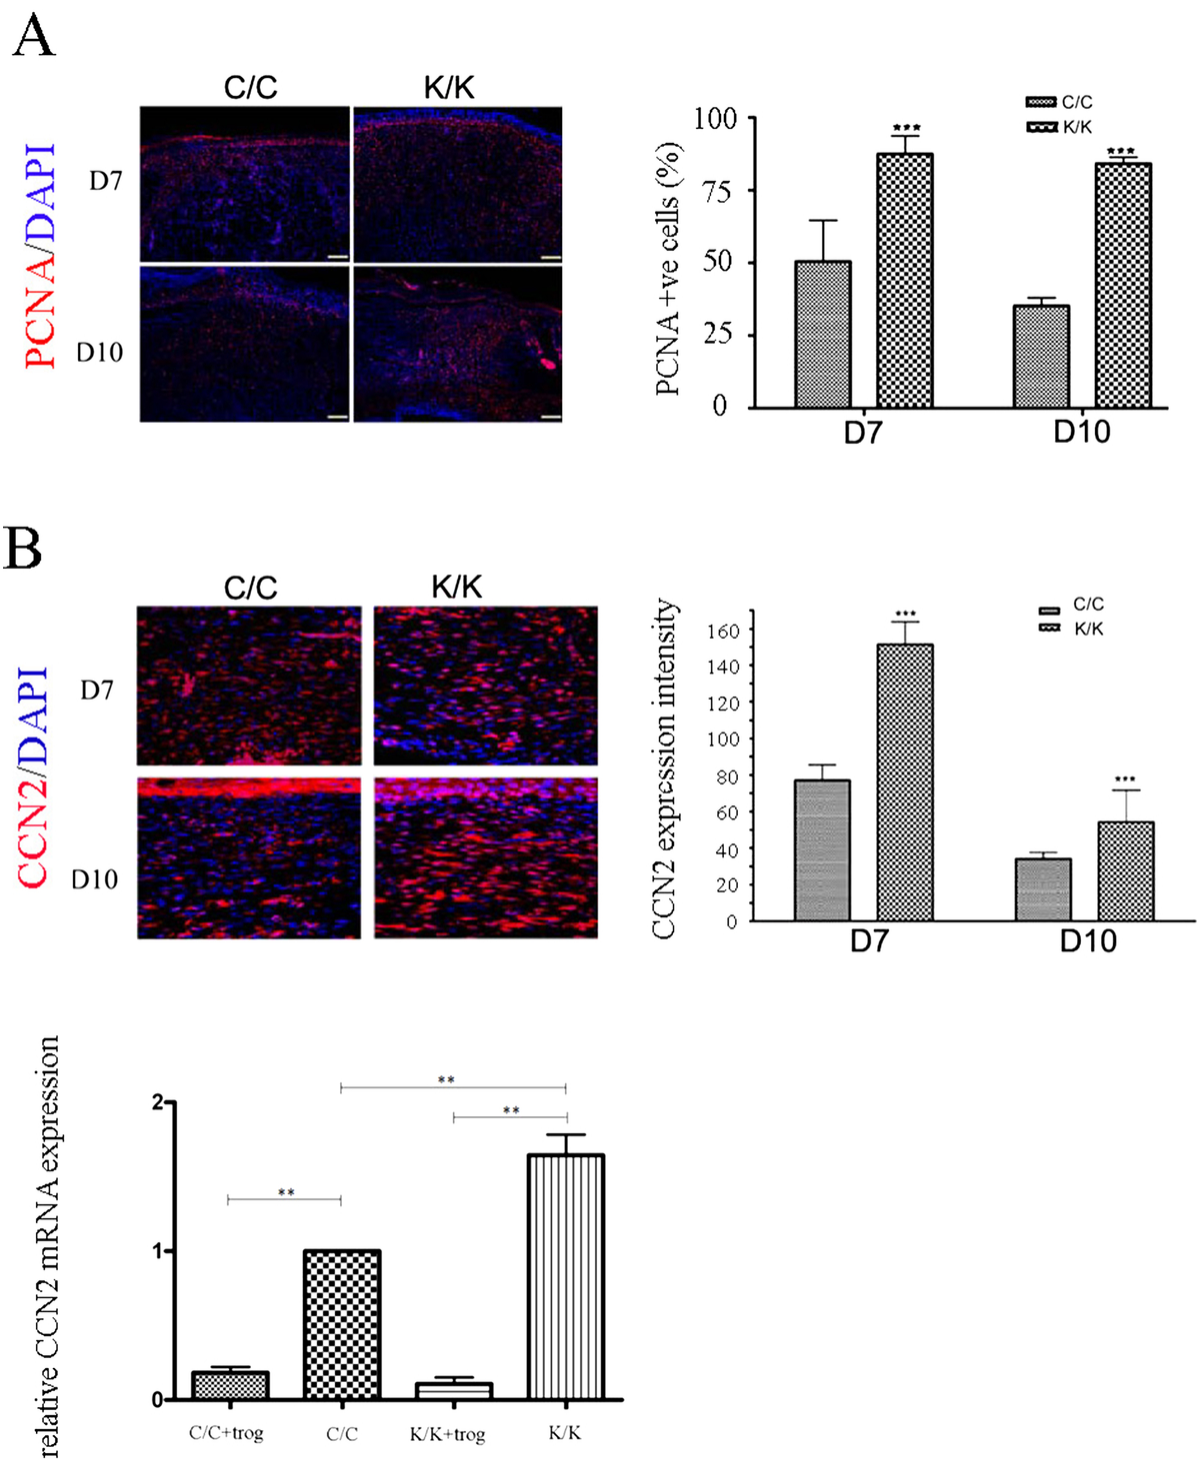 A
C/C K/K
PCNA/DAPI
D7
D10
PCNA +ve cells (%)
100
75
50
25
0
C/C
K/K
***
***
D7 D10
B
C/C K/K
CCN2/DAPI
D7
D10
CCN2 expression intensity
160
140
120
100
80
60
40
20
0
C/C
K/K
***
***
D7 D10
relative CCN2 mRNA expression
2
1
0
**
**
**
C/C+trog C/C K/K+trog K/K